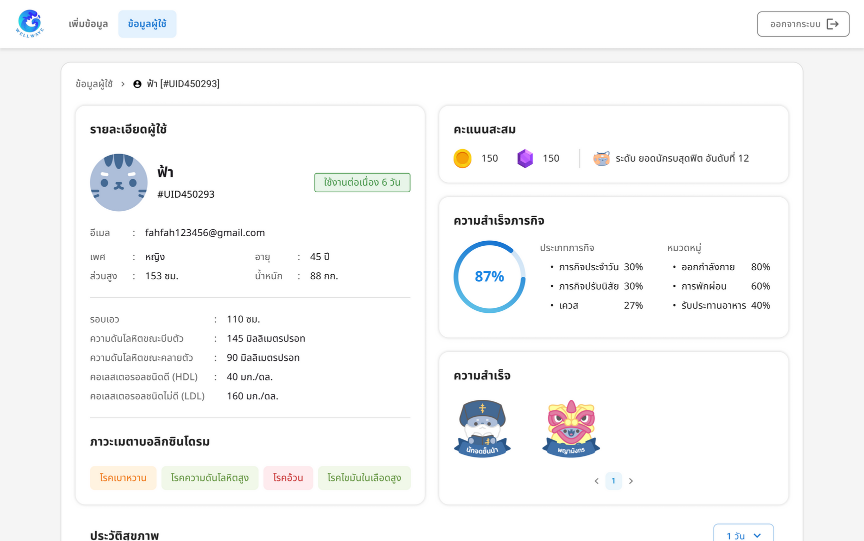 WELLWAVE
เพิ่มข้อมูล
ข้อมูลผู้ใช้
ออกจากระบบ
ข้อมูลผู้ใช้ › ฟ้า [#UID450293]
รายละเอียดผู้ใช้
ฟ้า
#UID450293
ใช้งานต่อเนื่อง 6 วัน
อีเมล : fahfah123456@gmail.com
เพศ : หญิง อายุ : 45 ปี
ส่วนสูง : 153 ซม. น้ำหนัก : 88 กก.
รอบเอว : 110 ซม.
ความดันโลหิตขณะบีบตัว : 145 มิลลิเมตรปรอท
ความดันโลหิตขณะคลายตัว : 90 มิลลิเมตรปรอท
คอเลสเตอรอลชนิดดี (HDL) : 40 มก./ดล.
คอเลสเตอรอลชนิดไม่ดี (LDL) 160 มก./ดล.
ภาวะเมตาบอลิกซินโดรม
โรคเบาหวาน โรคความดันโลหิตสูง โรคอ้วน โรคไขมันในเลือดสูง
คะแนนสะสม
150 150 ระดับ ยอดนักรบสุดฟิต อันดับที่ 12
ความสำเร็จภารกิจ
87%
ประเภทภารกิจ
• ภารกิจประจำวัน 30%
• ภารกิจปรับนิสัย 30%
• เควส 27%
หมวดหมู่
• ออกกำลังกาย 80%
• การพักผ่อน 60%
• รับประทานอาหาร 40%
ความสำเร็จ
นักจดชั้นนำ
พญามังกร
‹ 1 ›
ประวัติสุขภาพ
1 วัน